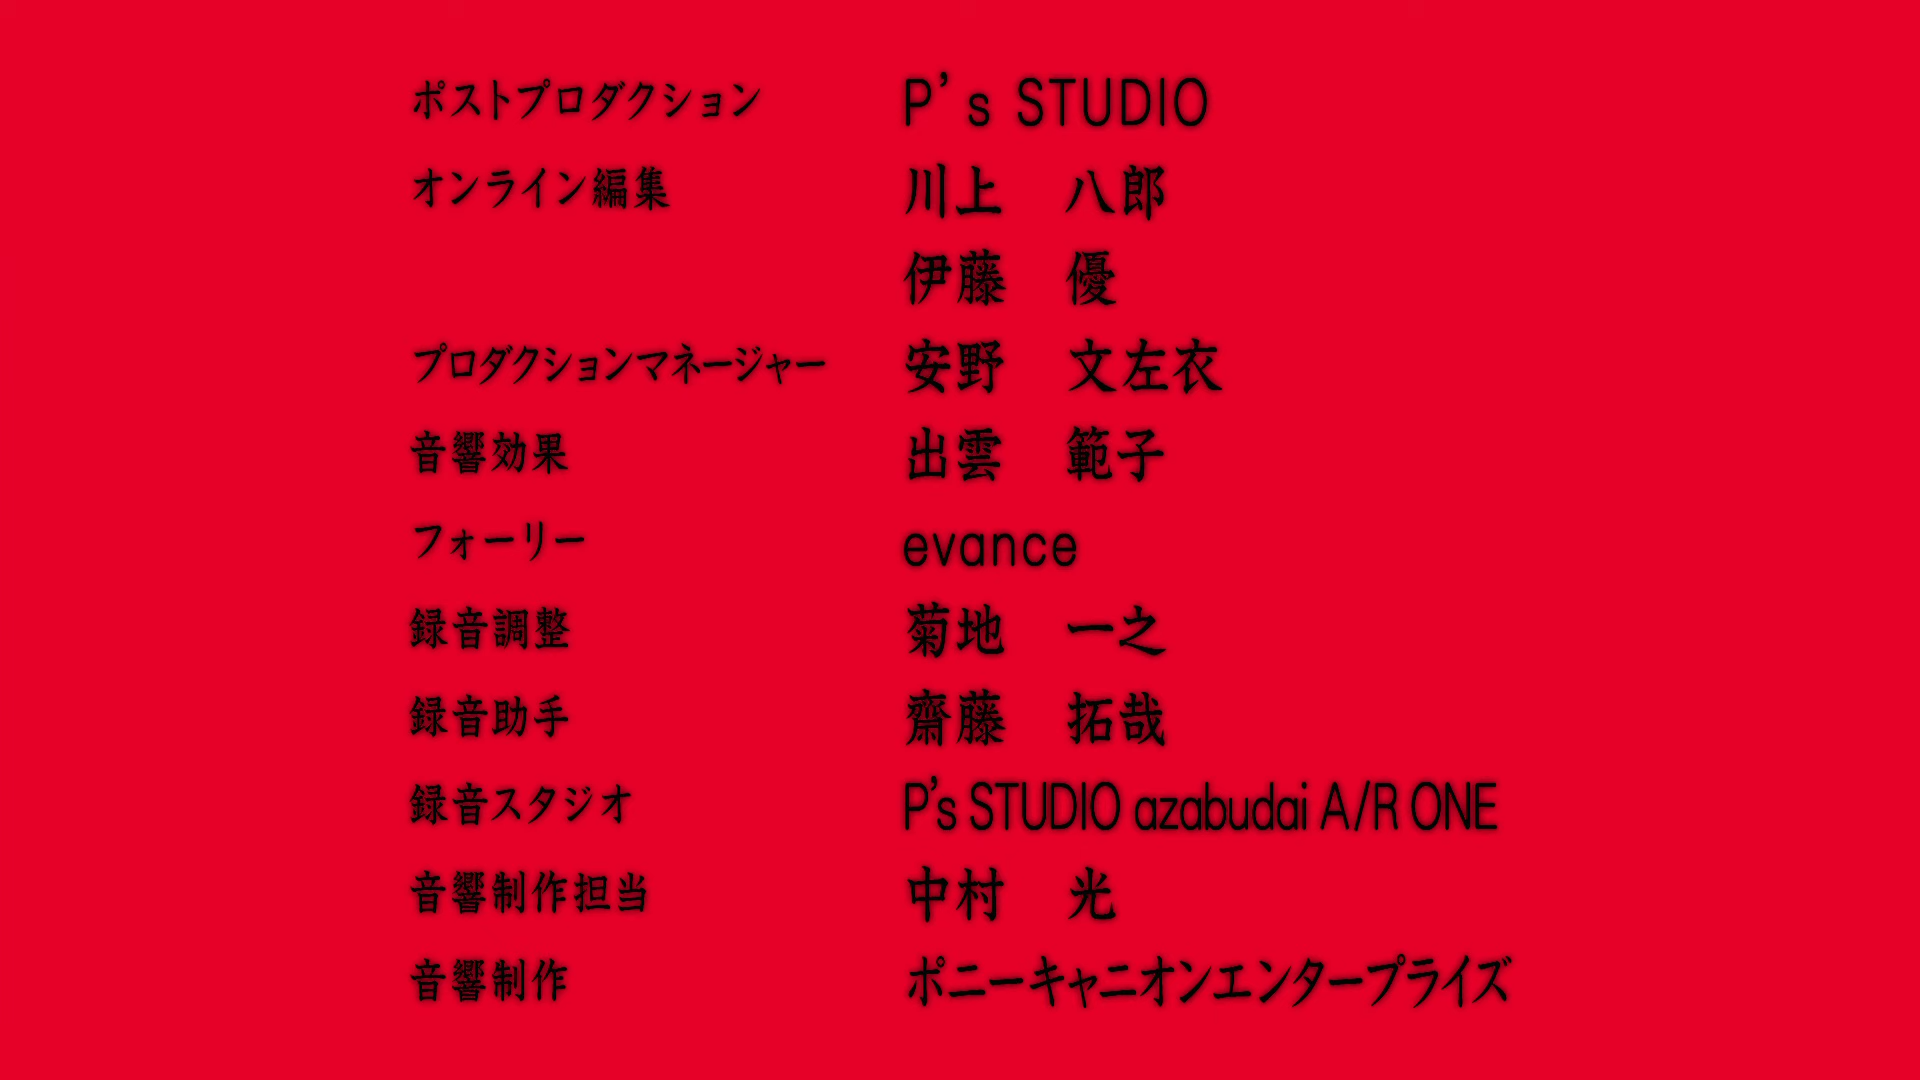 ポストプロダクション　P's STUDIO
オンライン編集　川上　八郎
伊藤　優
プロダクションマネージャー　安野　文左衣
音響効果　出雲　範子
フォーリー　evance
録音調整　菊地　一之
録音助手　齋藤　拓哉
録音スタジオ　P's STUDIO azabudai A/R ONE
音響制作担当　中村　光
音響制作　ポニーキャニオンエンタープライズ